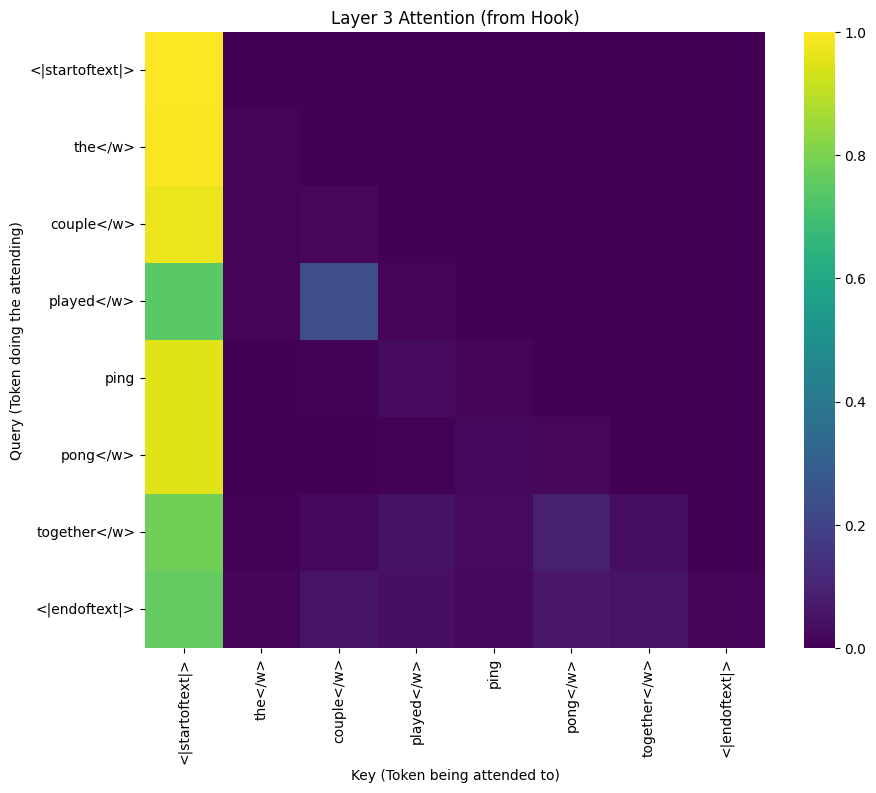 Layer 3 Attention (from Hook)
Query (Token doing the attending)
<|startoftext|>
the</w>
couple</w>
played</w>
ping
pong</w>
together</w>
<|endoftext|>
1.0
0.8
0.6
0.4
0.2
0.0
<|startoftext|>
the</w>
couple</w>
played</w>
ping
pong</w>
together</w>
<|endoftext|>
Key (Token being attended to)